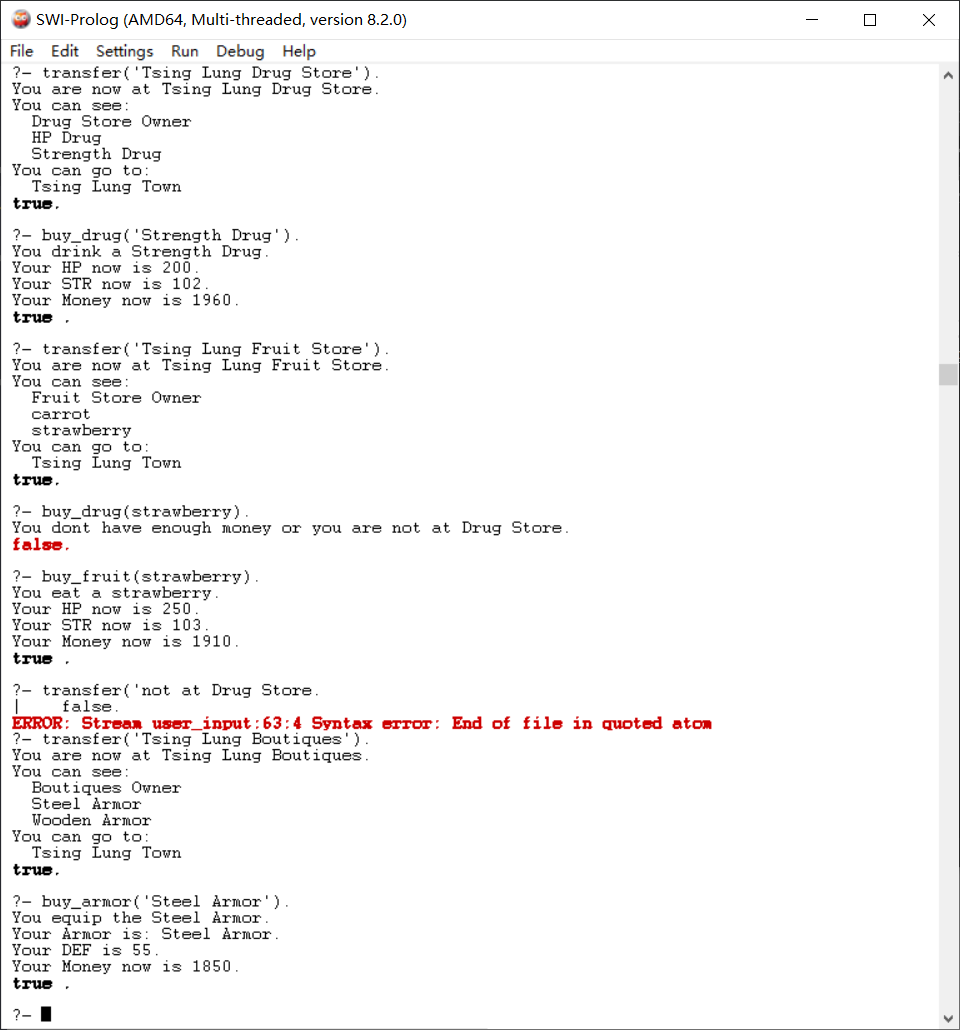 SWI-Prolog (AMD64, Multi-threaded, version 8.2.0)
File Edit Settings Run Debug Help
?- transfer('Tsing Lung Drug Store').
You are now at Tsing Lung Drug Store.
You can see:
  Drug Store Owner
  HP Drug
  Strength Drug
You can go to:
  Tsing Lung Town
true.

?- buy_drug('Strength Drug').
You drink a Strength Drug.
Your HP now is 200.
Your STR now is 102.
Your Money now is 1960.
true .

?- transfer('Tsing Lung Fruit Store').
You are now at Tsing Lung Fruit Store.
You can see:
  Fruit Store Owner
  carrot
  strawberry
You can go to:
  Tsing Lung Town
true.

?- buy_drug(strawberry).
You dont have enough money or you are not at Drug Store.
false.

?- buy_fruit(strawberry).
You eat a strawberry.
Your HP now is 250.
Your STR now is 103.
Your Money now is 1910.
true .

?- transfer('not at Drug Store.
|    false.
ERROR: Stream user_input:63:4 Syntax error: End of file in quoted atom
?- transfer('Tsing Lung Boutiques').
You are now at Tsing Lung Boutiques.
You can see:
  Boutiques Owner
  Steel Armor
  Wooden Armor
You can go to:
  Tsing Lung Town
true.

?- buy_armor('Steel Armor').
You equip the Steel Armor.
Your Armor is: Steel Armor.
Your DEF is 55.
Your Money now is 1850.
true .

?-